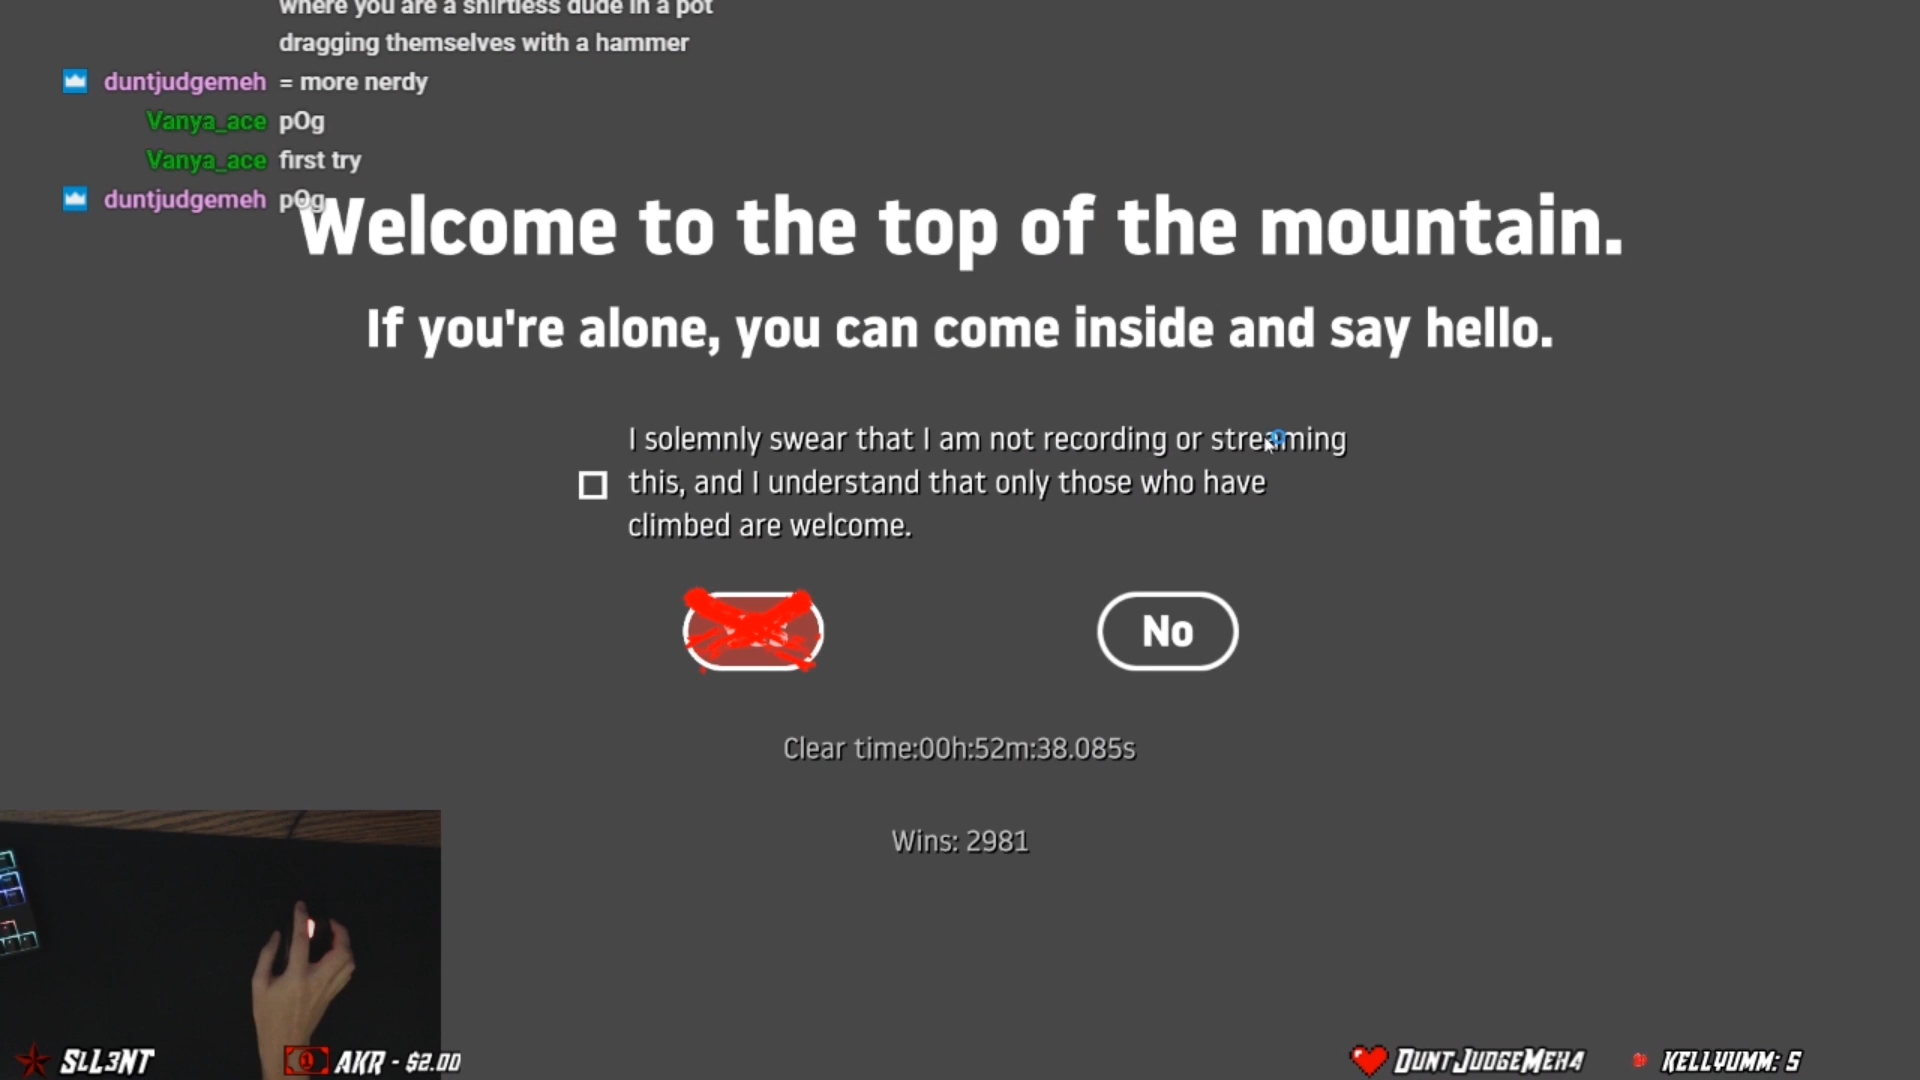 where you are a shirtless dude in a pot
dragging themselves with a hammer
duntjudgemeh = more nerdy
Vanya_ace pOg
Vanya_ace first try
duntjudgemeh pOg
Welcome to the top of the mountain.
If you're alone, you can come inside and say hello.
I solemnly swear that I am not recording or streaming
this, and I understand that only those who have
climbed are welcome.
No
Clear time:00h:52m:38.085s
Wins: 2981
SLL3NT
AKR - $2.00
DUNTJUDGEMEH4
KELLYUMM: 5